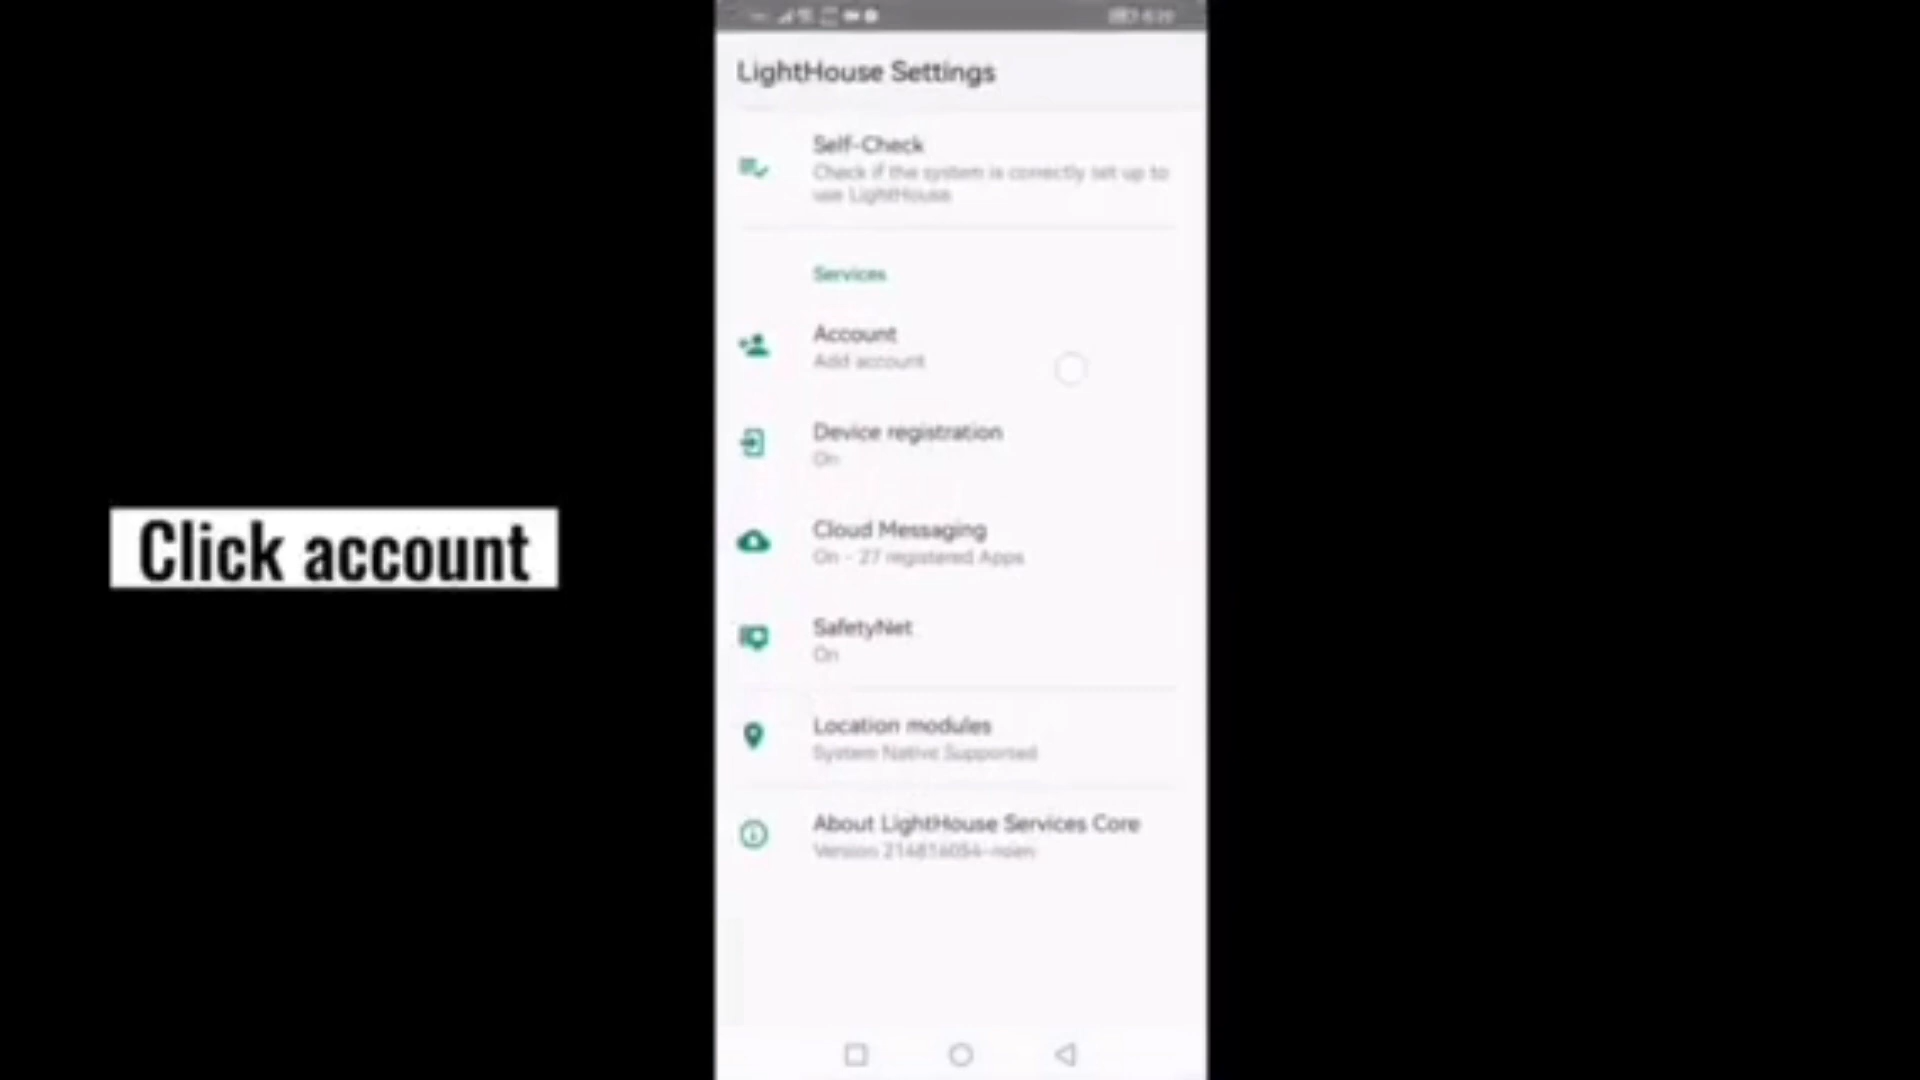 LightHouse Settings
Self-Check
Check if the system is correctly set up to
use LightHouse
Services
Account
Add account
Device registration
On
Cloud Messaging
On - 27 registered Apps
SafetyNet
On
Location modules
System Native Supported
About LightHouse Services Core
Version
Click account